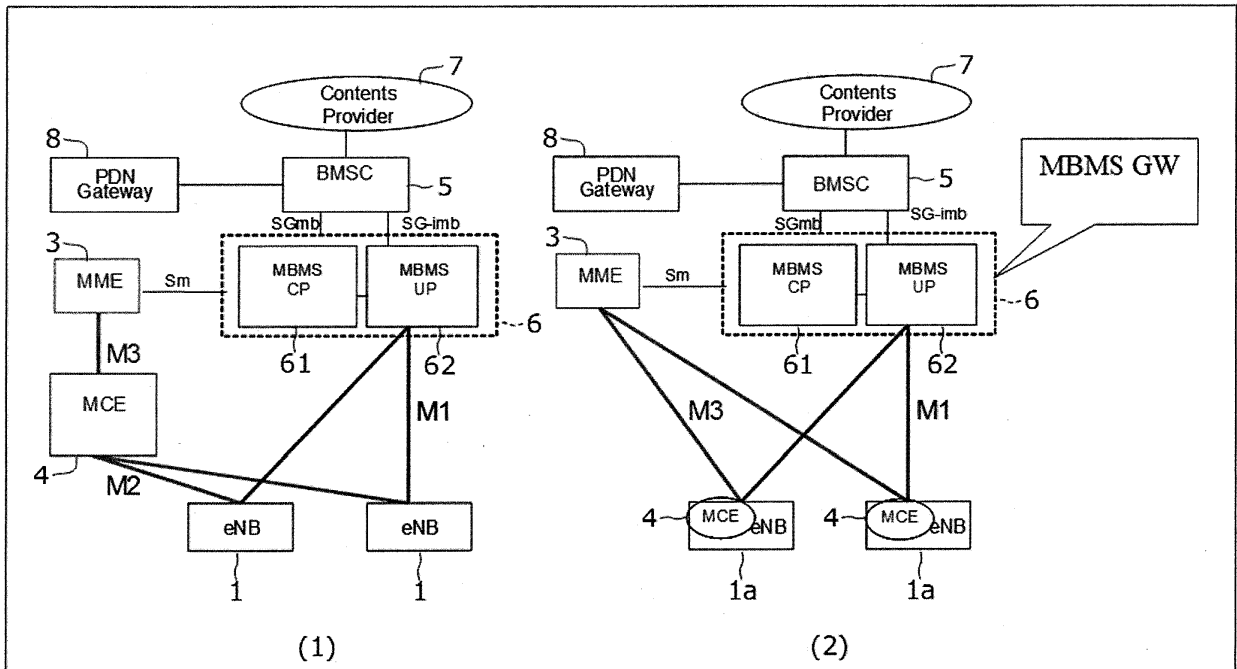 7
Contents
Provider
8
PDN
Gateway
BMSC
5
SGmb
SG-imb
3
MME
Sm
MBMS
CP
MBMS
UP
6
61
62
M3
MCE
M1
4
M2
eNB
eNB
1
1
(1)
7
Contents
Provider
8
PDN
Gateway
BMSC
5
MBMS GW
SGmb
SG-imb
3
MME
Sm
MBMS
CP
MBMS
UP
6
61
62
M3
M1
4
MCE
eNB
4
MCE
eNB
1a
1a
(2)